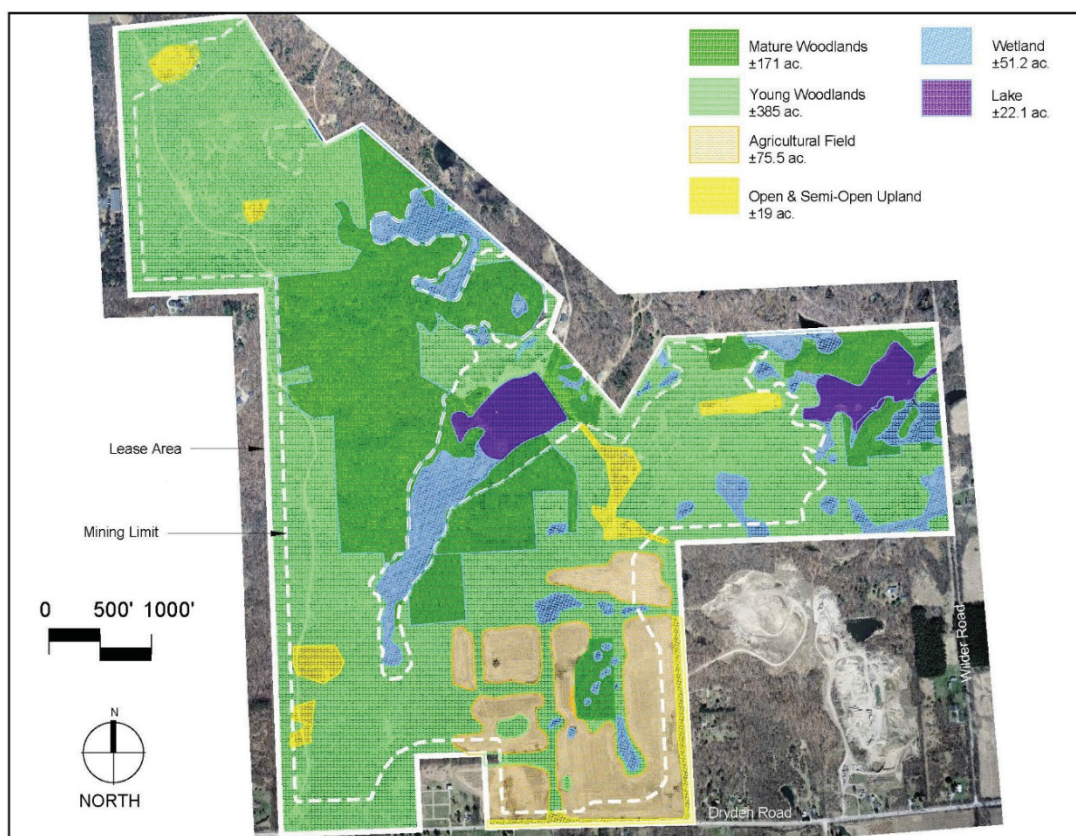 Mature Woodlands
±171 ac.
Young Woodlands
±385 ac.
Agricultural Field
±75.5 ac.
Open & Semi-Open Upland
±19 ac.
Wetland
±51.2 ac.
Lake
±22.1 ac.
Lease Area
Mining Limit
0 500' 1000'
N
NORTH
Wilder Road
Dryden Road